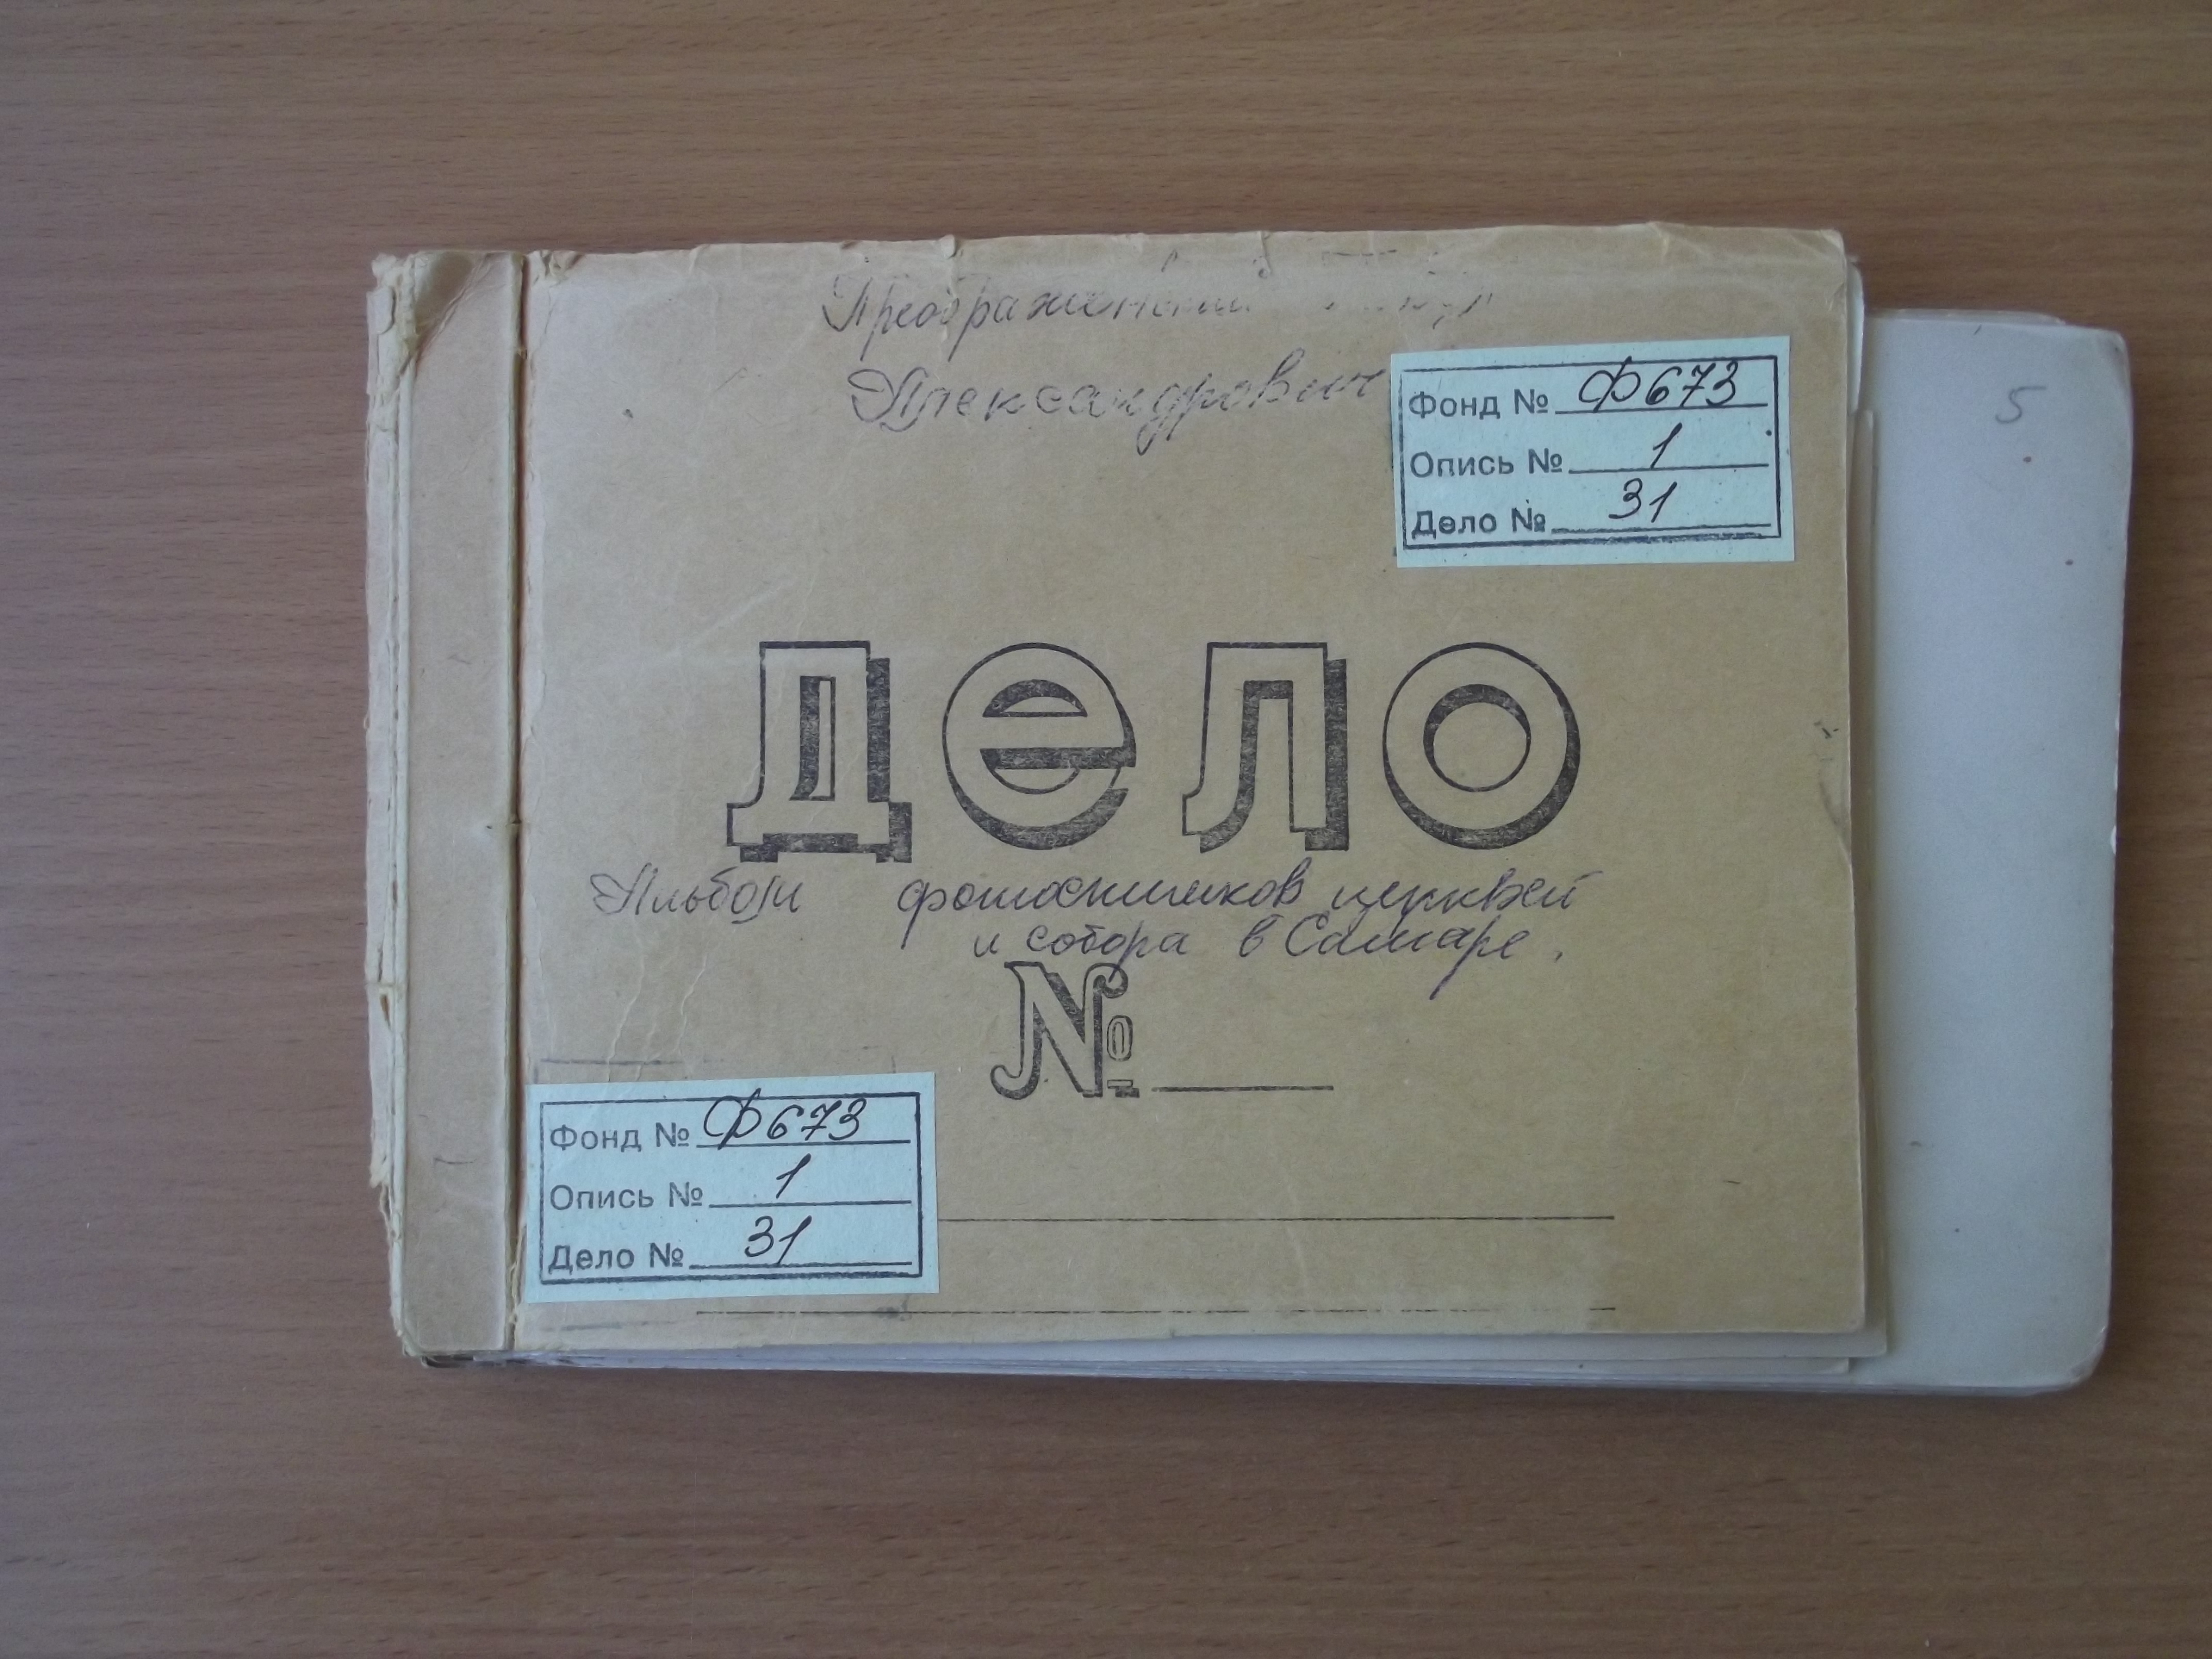 Преображенский
Александрович
Фонд № Ф673
Опись № 1
Дело № 31
5
Дело
Альбом фотоснимков церквей
и собора в Самаре.
№
Фонд № Ф673
Опись № 1
Дело № 31